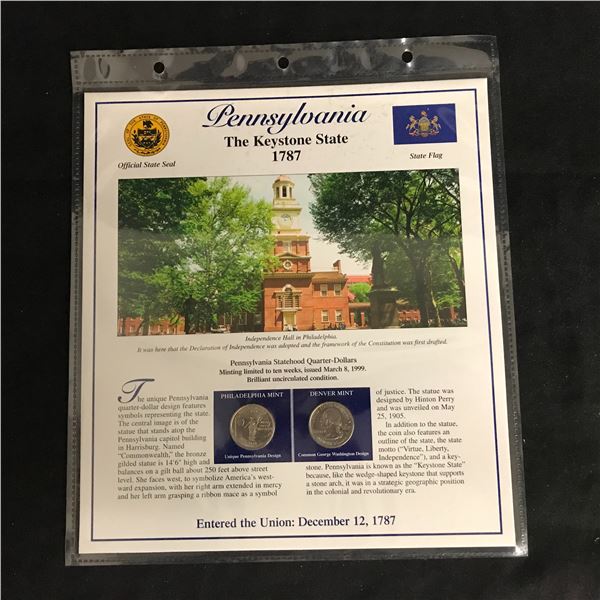 Pennsylvania
The Keystone State
1787
Official State Seal
State Flag
Independence Hall in Philadelphia.
It was here that the Declaration of Independence was adopted and the framework of the Constitution was first drafted.
Pennsylvania Statehood Quarter-Dollars
Minting limited to ten weeks, issued March 8, 1999.
Brilliant uncirculated condition.
The unique Pennsylvania
quarter-dollar design features
symbols representing the state.
The central image is of the
statue that stands atop the
Pennsylvania capitol building
in Harrisburg. Named
"Commonwealth," the bronze
gilded statue is 14'6" high and
balances on a gilt ball about 250 feet above street
level. She faces west, to symbolize America's west-
ward expansion, with her right arm extended in mercy
and her left arm grasping a ribbon mace as a symbol
PHILADELPHIA MINT
Unique Pennsylvania Design
DENVER MINT
Common George Washington Design
of justice. The statue was
designed by Hinton Perry
and was unveiled on May
25, 1905.
In addition to the statue,
the coin also features an
outline of the state, the state
motto ("Virtue, Liberty,
Independence"), and a key-
stone. Pennsylvania is known as the "Keystone State"
because, like the wedge-shaped keystone that supports
a stone arch, it was in a strategic geographic position
in the colonial and revolutionary era.
Entered the Union: December 12, 1787